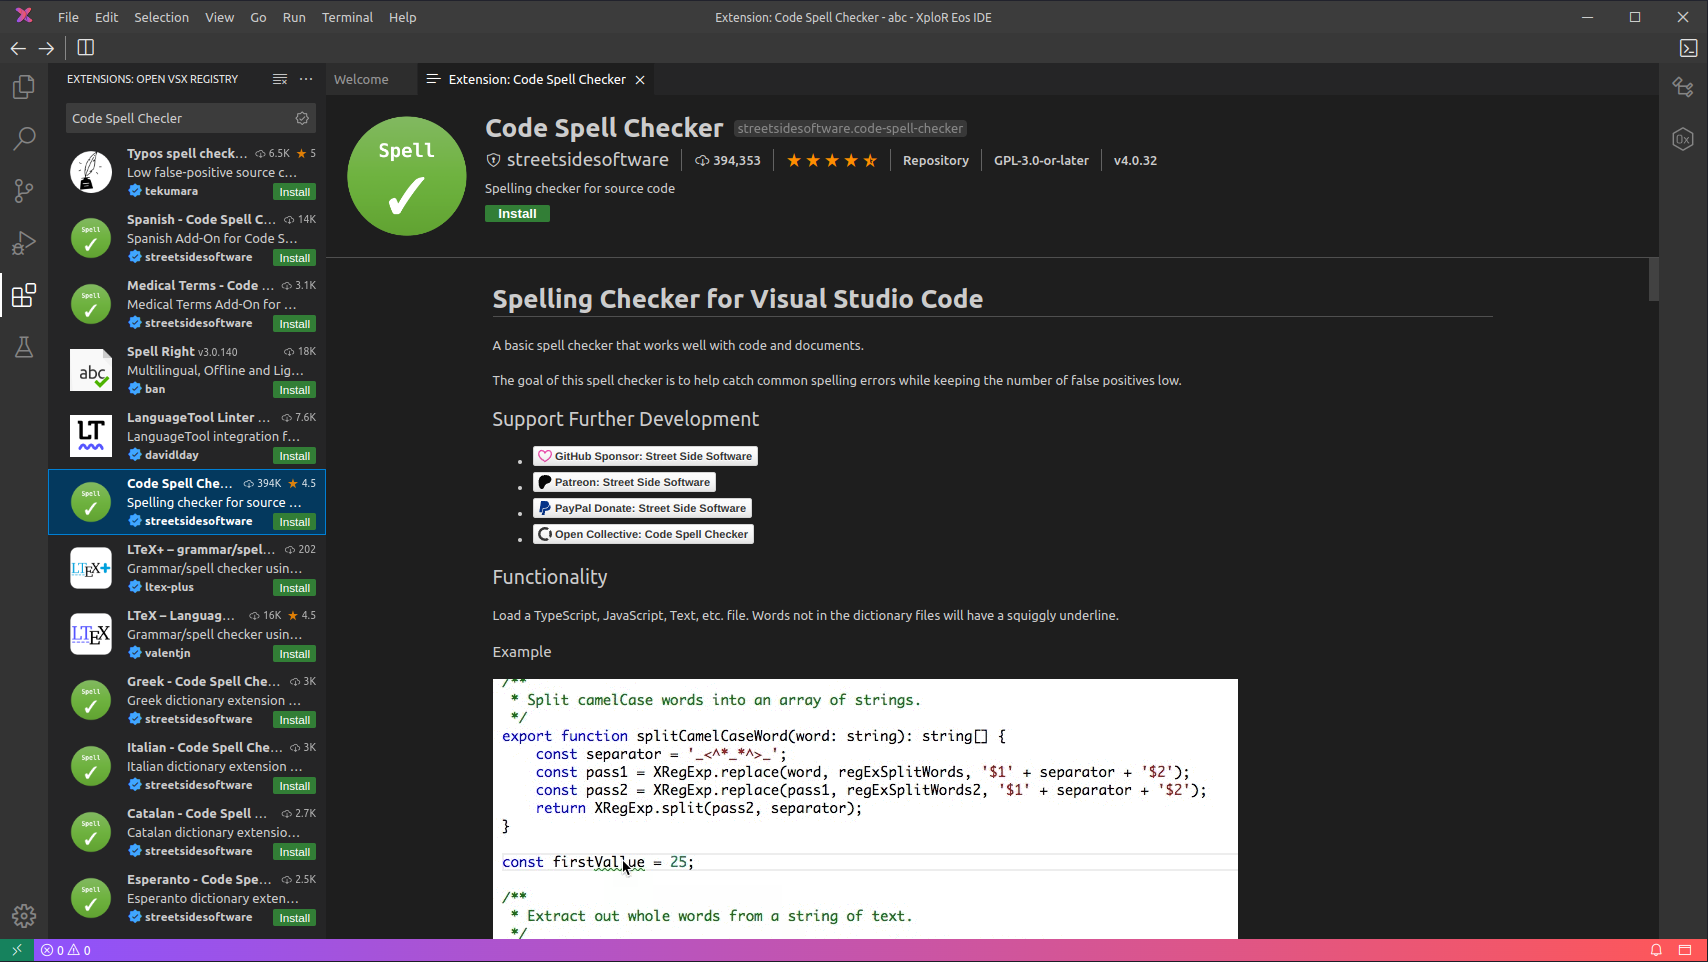 File Edit Selection View Go Run Terminal Help
Extension: Code Spell Checker - abc - XploR Eos IDE
EXTENSIONS: OPEN VSX REGISTRY
Code Spell Checler
Typos spell check... 6.5K 5
Low false-positive source c...
tekumara Install
Spanish - Code Spell C... 14K
Spanish Add-On for Code S...
streetsidesoftware Install
Medical Terms - Code ... 3.1K
Medical Terms Add-On for ...
streetsidesoftware Install
Spell Right v3.0.140 18K
Multilingual, Offline and Lig...
ban Install
LanguageTool Linter ... 7.6K
LanguageTool integration f...
davidlday Install
Code Spell Che... 394K 4.5
Spelling checker for source ...
streetsidesoftware Install
LTeX+ – grammar/spel... 202
Grammar/spell checker usin...
ltex-plus Install
LTeX – Languag... 16K 4.5
Grammar/spell checker usin...
valentjn Install
Greek - Code Spell Che... 3K
Greek dictionary extension ...
streetsidesoftware Install
Italian - Code Spell Che... 3K
Italian dictionary extension ...
streetsidesoftware Install
Catalan - Code Spell ... 2.7K
Catalan dictionary extensio...
streetsidesoftware Install
Esperanto - Code Spe... 2.5K
Esperanto dictionary exten...
streetsidesoftware Install
Spell
Spell
Spell
abc
LT
Spell
LTEX+
LTEX
Spell
Spell
Spell
Spell
Welcome
Extension: Code Spell Checker
Spell
Code Spell Checker streetsidesoftware.code-spell-checker
streetsidesoftware 394,353 Repository GPL-3.0-or-later v4.0.32
Spelling checker for source code
Install
Spelling Checker for Visual Studio Code
A basic spell checker that works well with code and documents.
The goal of this spell checker is to help catch common spelling errors while keeping the number of false positives low.
Support Further Development
• GitHub Sponsor: Street Side Software
• Patreon: Street Side Software
• PayPal Donate: Street Side Software
• Open Collective: Code Spell Checker
Functionality
Load a TypeScript, JavaScript, Text, etc. file. Words not in the dictionary files will have a squiggly underline.
Example
/**
* Split camelCase words into an array of strings.
*/
export function splitCamelCaseWord(word: string): string[] {
const separator = '_<^*_*^>_';
const pass1 = XRegExp.replace(word, regExSplitWords, '$1' + separator + '$2');
const pass2 = XRegExp.replace(pass1, regExSplitWords2, '$1' + separator + '$2');
return XRegExp.split(pass2, separator);
}
const firstVallue = 25;
/**
* Extract out whole words from a string of text.
*/
0x
0 0